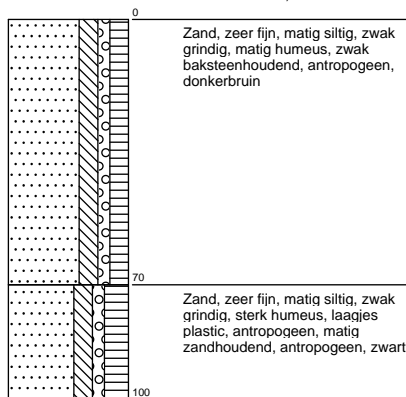 0
Zand, zeer fijn, matig siltig, zwak
grindig, matig humeus, zwak
baksteenhoudend, antropogeen,
donkerbruin
70
Zand, zeer fijn, matig siltig, zwak
grindig, sterk humeus, laagjes
plastic, antropogeen, matig
zandhoudend, antropogeen, zwart
100